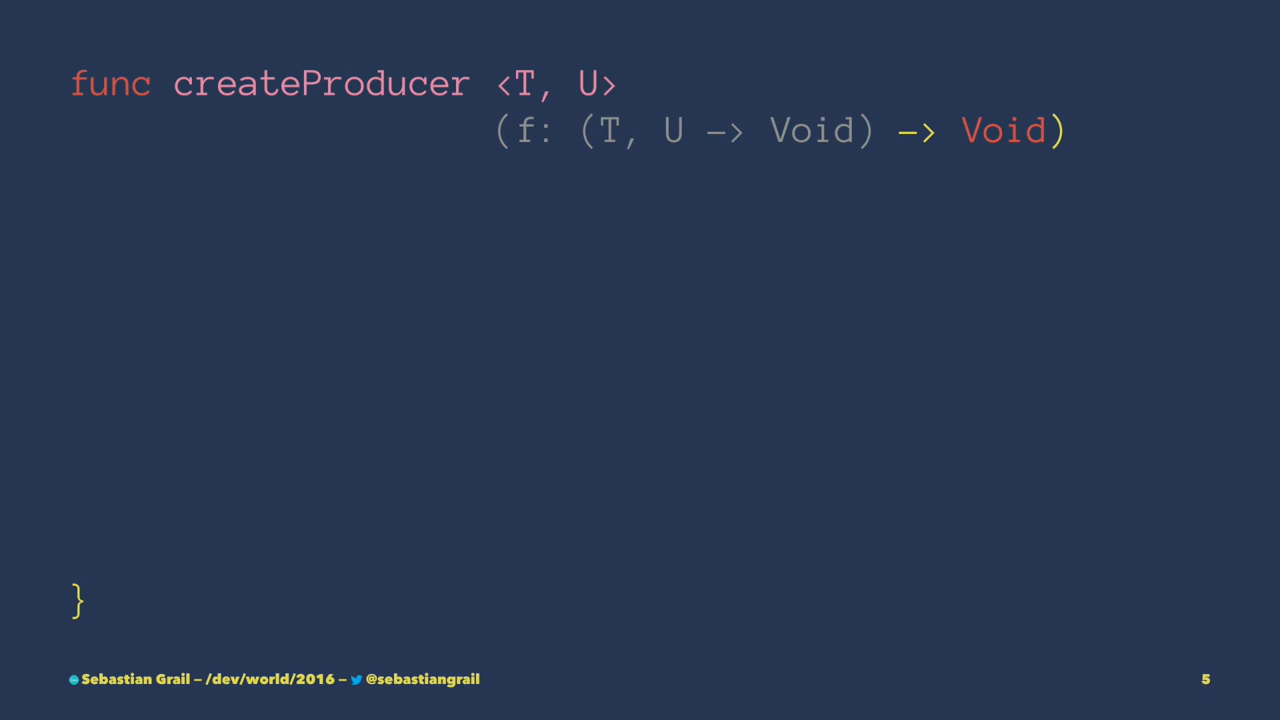 func createProducer <T, U>
(f: (T, U -> Void) -> Void)
}
Sebastian Grail – /dev/world/2016 – @sebastiangrail
5